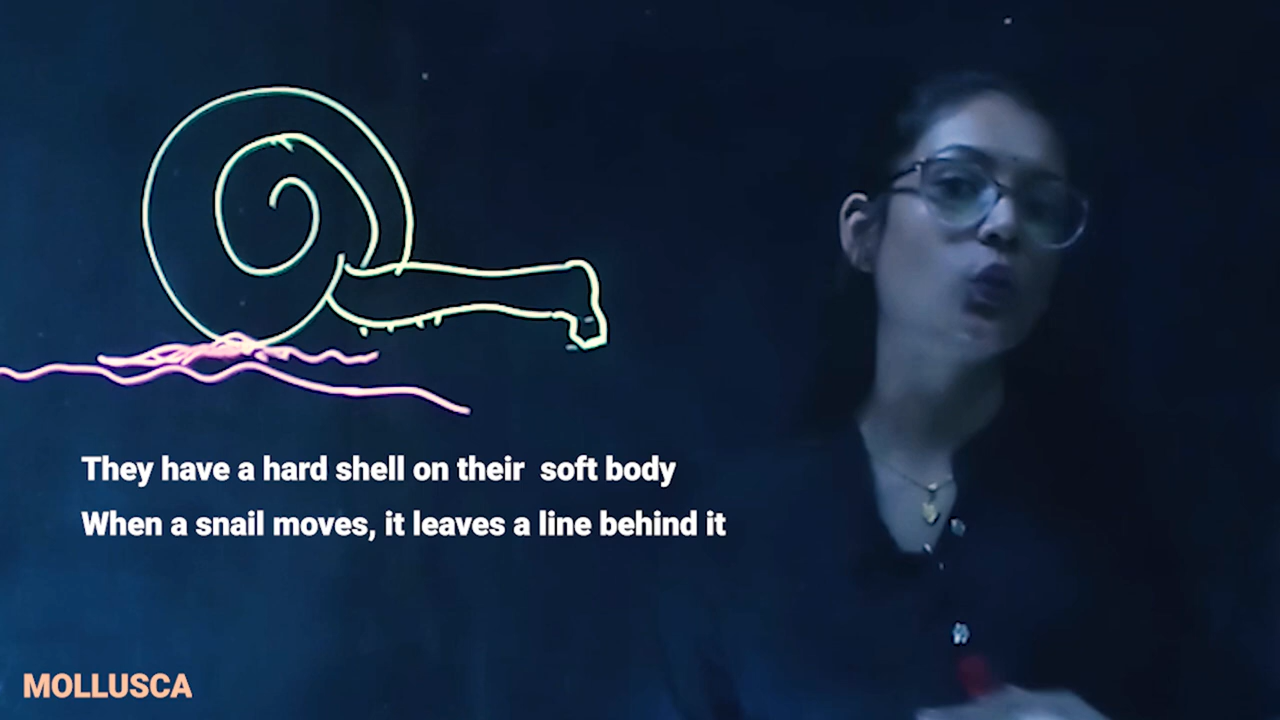 They have a hard shell on their soft body
When a snail moves, it leaves a line behind it
MOLLUSCA